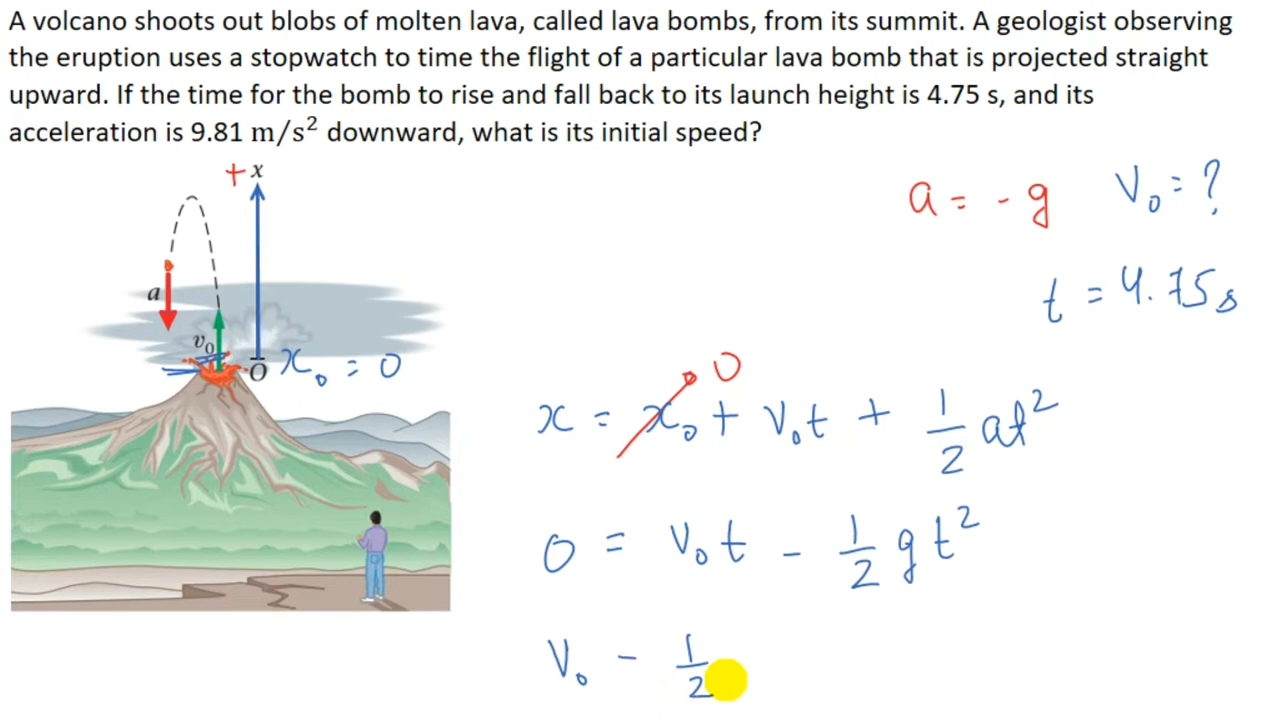 A volcano shoots out blobs of molten lava, called lava bombs, from its summit. A geologist observing
the eruption uses a stopwatch to time the flight of a particular lava bomb that is projected straight
upward. If the time for the bomb to rise and fall back to its launch height is 4.75 s, and its
acceleration is 9.81 m/s² downward, what is its initial speed?
+x
a = -g
V₀ = ?
a
t = 4.75 s
v₀
O
x₀ = 0
0
x = x₀ + v₀t + 1/2 at²
0 = v₀t - 1/2 gt²
V₀ - 1/2